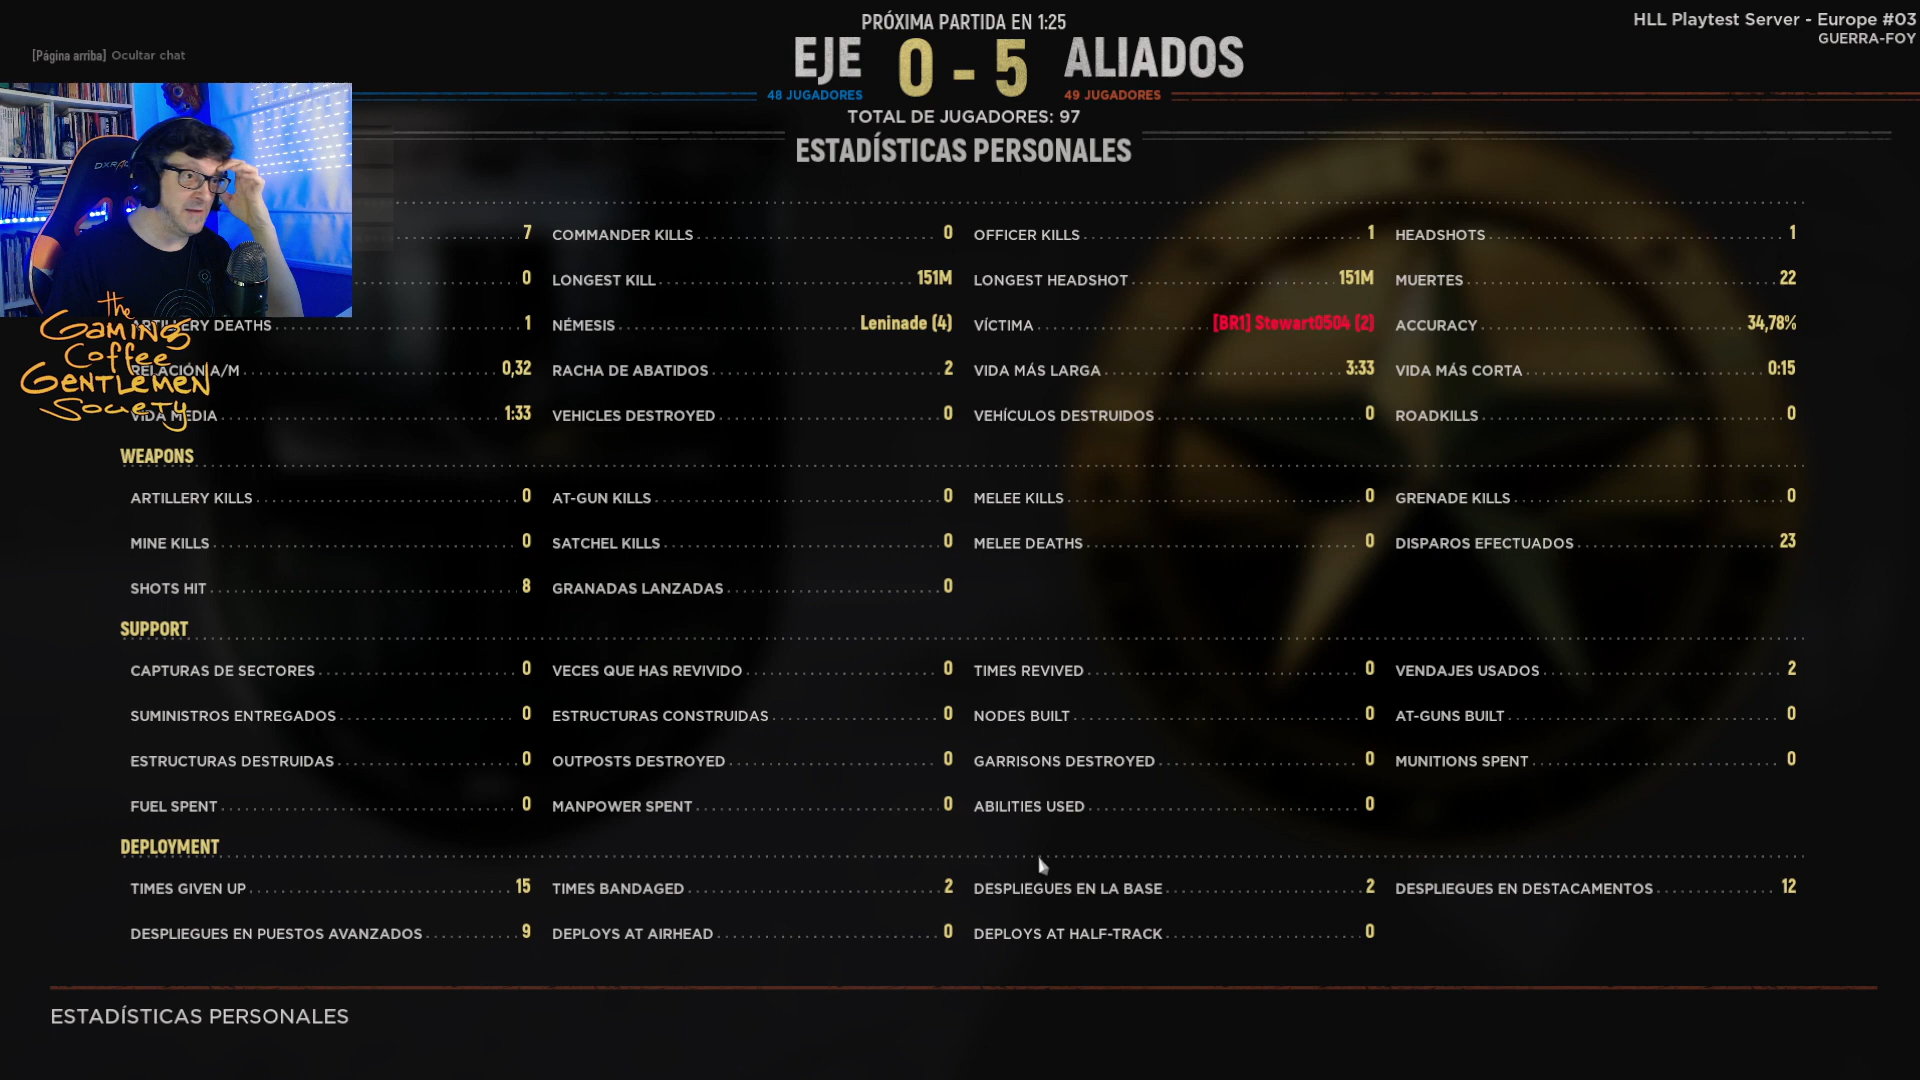 PRÓXIMA PARTIDA EN 1:25
HLL Playtest Server - Europe #03
GUERRA-FOY
[Página arriba] Ocultar chat
EJE 0 - 5 ALIADOS
48 JUGADORES 49 JUGADORES
TOTAL DE JUGADORES: 97
ESTADÍSTICAS PERSONALES
7 COMMANDER KILLS 0 OFFICER KILLS 1 HEADSHOTS 1
0 LONGEST KILL 151M LONGEST HEADSHOT 151M MUERTES 22
ARTILLERY DEATHS 1 NÉMESIS Leninade (4) VÍCTIMA [BR1] Stewart0504 (2) ACCURACY 34,78%
RELACIÓN A/M 0,32 RACHA DE ABATIDOS 2 VIDA MÁS LARGA 3:33 VIDA MÁS CORTA 0:15
VIDA MEDIA 1:33 VEHICLES DESTROYED 0 VEHÍCULOS DESTRUIDOS 0 ROADKILLS 0
The
Gaming
Coffee
Gentlemen
Society
WEAPONS
ARTILLERY KILLS 0 AT-GUN KILLS 0 MELEE KILLS 0 GRENADE KILLS 0
MINE KILLS 0 SATCHEL KILLS 0 MELEE DEATHS 0 DISPAROS EFECTUADOS 23
SHOTS HIT 8 GRANADAS LANZADAS 0
SUPPORT
CAPTURAS DE SECTORES 0 VECES QUE HAS REVIVIDO 0 TIMES REVIVED 0 VENDAJES USADOS 2
SUMINISTROS ENTREGADOS 0 ESTRUCTURAS CONSTRUIDAS 0 NODES BUILT 0 AT-GUNS BUILT 0
ESTRUCTURAS DESTRUIDAS 0 OUTPOSTS DESTROYED 0 GARRISONS DESTROYED 0 MUNITIONS SPENT 0
FUEL SPENT 0 MANPOWER SPENT 0 ABILITIES USED 0
DEPLOYMENT
TIMES GIVEN UP 15 TIMES BANDAGED 2 DESPLIEGUES EN LA BASE 2 DESPLIEGUES EN DESTACAMENTOS 12
DESPLIEGUES EN PUESTOS AVANZADOS 9 DEPLOYS AT AIRHEAD 0 DEPLOYS AT HALF-TRACK 0
ESTADÍSTICAS PERSONALES